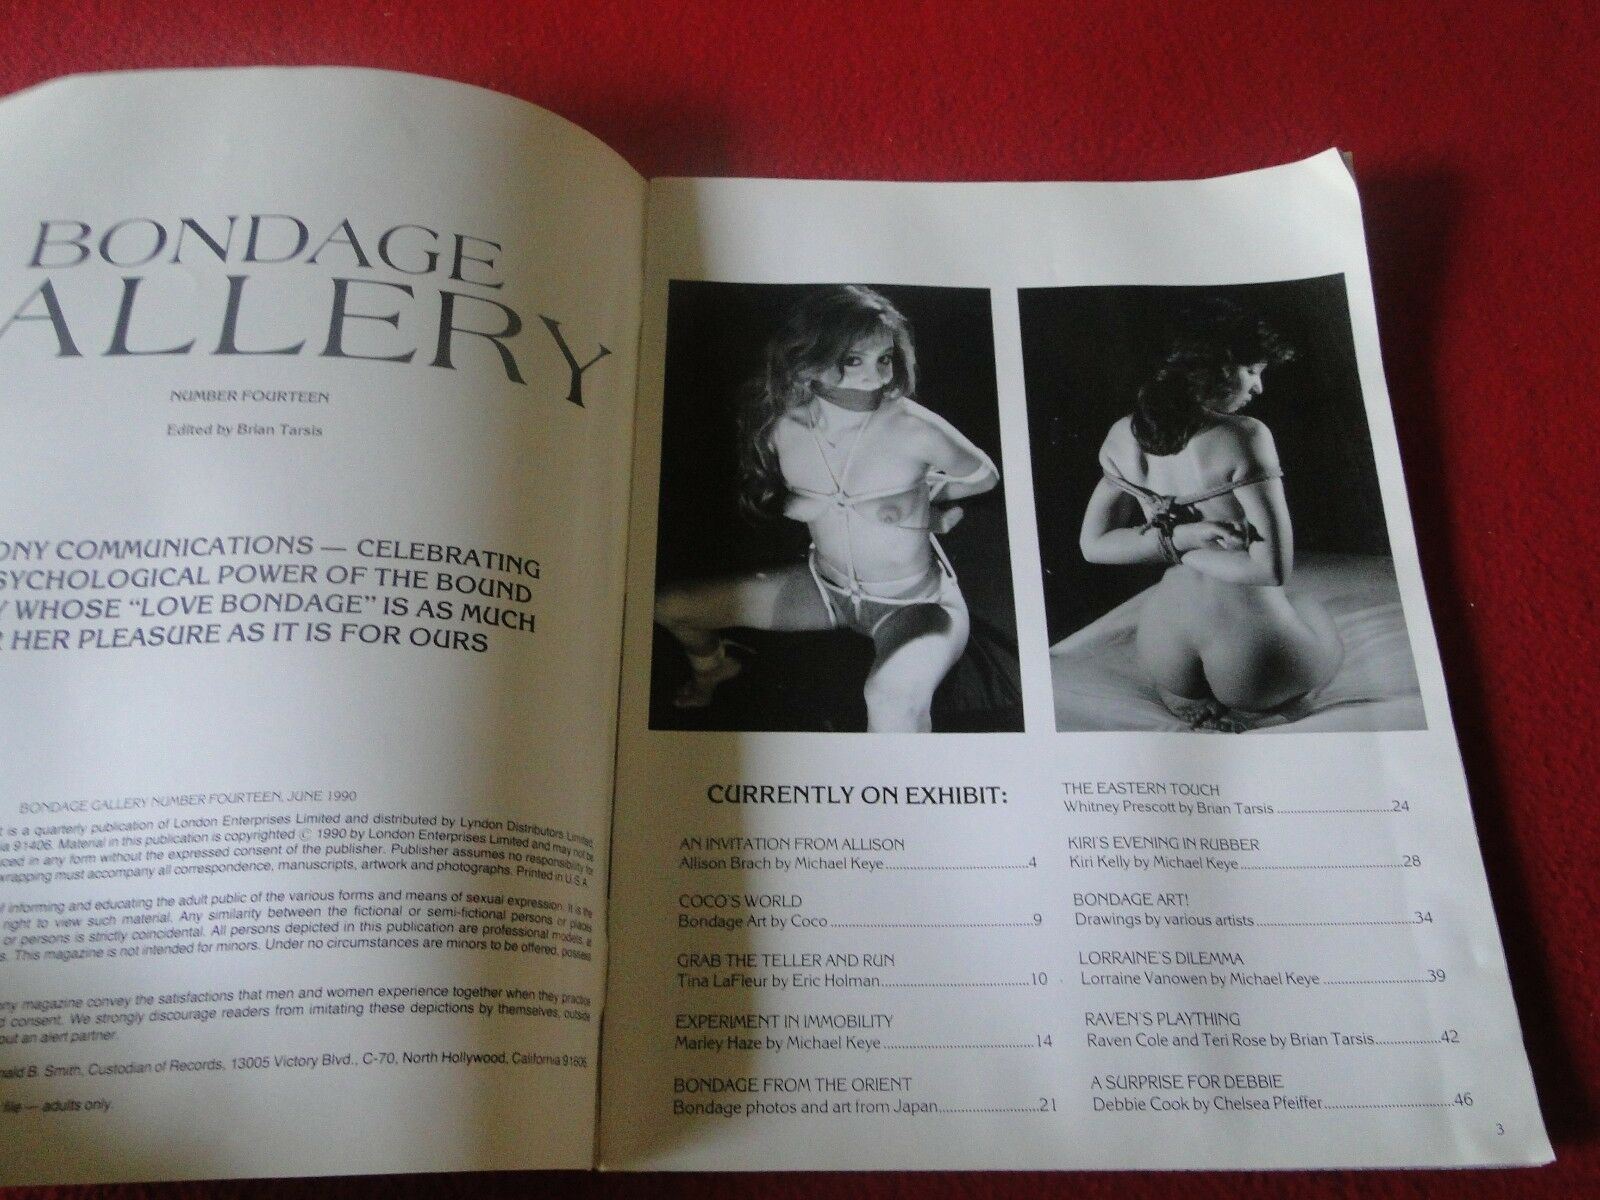 BONDAGE
ALLERY
NUMBER FOURTEEN
Edited by Brian Tarsis
ONY COMMUNICATIONS — CELEBRATING
SYCHOLOGICAL POWER OF THE BOUND
Y WHOSE "LOVE BONDAGE" IS AS MUCH
R HER PLEASURE AS IT IS FOR OURS
BONDAGE GALLERY NUMBER FOURTEEN, JUNE 1990
t is a quarterly publication of London Enterprises Limited and distributed by Lyndon Distributors Limited,
ia 91406. Material in this publication is copyrighted © 1990 by London Enterprises Limited and may not be
uced in any form without the expressed consent of the publisher. Publisher assumes no responsibility for
wrapping must accompany all correspondence, manuscripts, artwork and photographs. Printed in U.S.A.
f informing and educating the adult public of the various forms and means of sexual expression. It is the
right to view such material. Any similarity between the fictional or semi-fictional persons or places
or persons is strictly coincidental. All persons depicted in this publication are professional models, a
s. This magazine is not intended for minors. Under no circumstances are minors to be offered, possess
ny magazine convey the satisfactions that men and women experience together when they practice
d consent. We strongly discourage readers from imitating these depictions by themselves, outside
out an alert partner.
nald B. Smith, Custodian of Records, 13005 Victory Blvd., C-70, North Hollywood, California 91606
file — adults only.
CURRENTLY ON EXHIBIT:
AN INVITATION FROM ALLISON
Allison Brach by Michael Keye....................................4
COCO'S WORLD
Bondage Art by Coco....................................9
GRAB THE TELLER AND RUN
Tina LaFleur by Eric Holman....................................10
EXPERIMENT IN IMMOBILITY
Marley Haze by Michael Keye....................................14
BONDAGE FROM THE ORIENT
Bondage photos and art from Japan.........................21
THE EASTERN TOUCH
Whitney Prescott by Brian Tarsis.............................24
KIRI'S EVENING IN RUBBER
Kiri Kelly by Michael Keye........................................28
BONDAGE ART!
Drawings by various artists.......................................34
LORRAINE'S DILEMMA
Lorraine Vanowen by Michael Keye..........................39
RAVEN'S PLAYTHING
Raven Cole and Teri Rose by Brian Tarsis.................42
A SURPRISE FOR DEBBIE
Debbie Cook by Chelsea Pfeiffer................................46
3